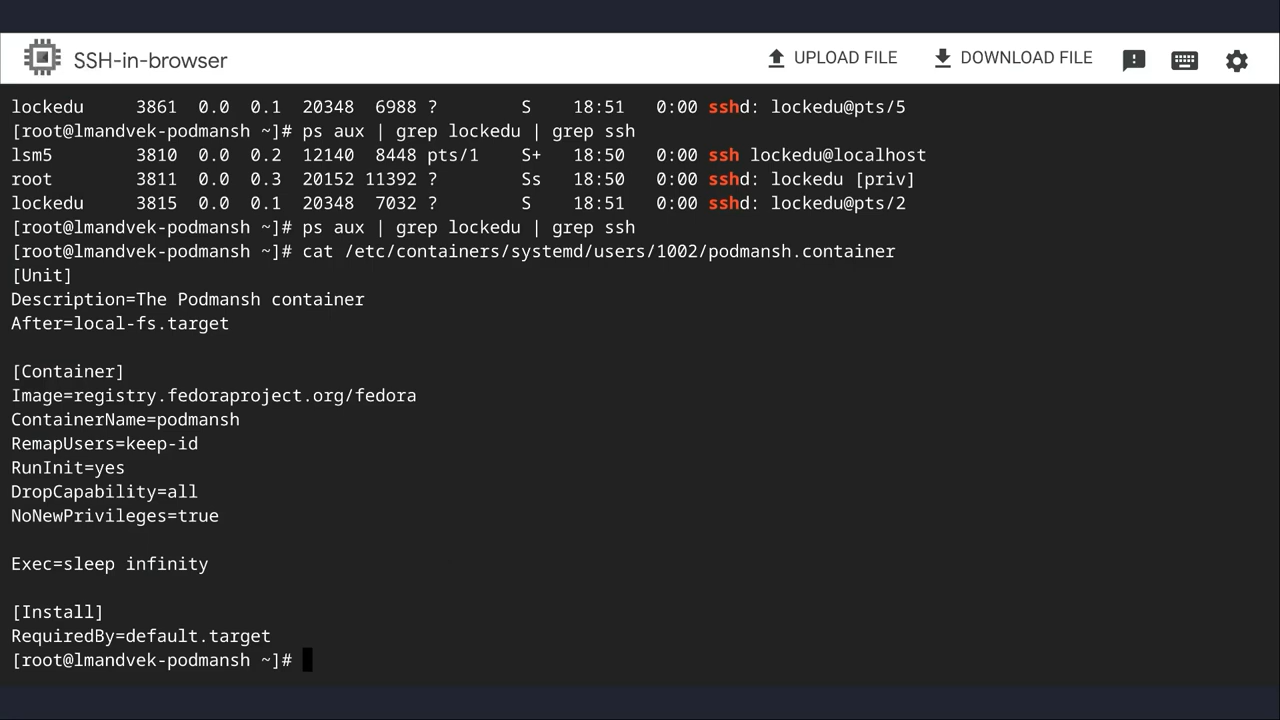 SSH-in-browser
UPLOAD FILE
DOWNLOAD FILE
lockedu     3861  0.0  0.1  20348  6988 ?        S    18:51   0:00 sshd: lockedu@pts/5
[root@lmandvek-podmansh ~]# ps aux | grep lockedu | grep ssh
lsm5        3810  0.0  0.2  12140  8448 pts/1    S+   18:50   0:00 ssh lockedu@localhost
root        3811  0.0  0.3  20152 11392 ?        Ss   18:50   0:00 sshd: lockedu [priv]
lockedu     3815  0.0  0.1  20348  7032 ?        S    18:51   0:00 sshd: lockedu@pts/2
[root@lmandvek-podmansh ~]# ps aux | grep lockedu | grep ssh
[root@lmandvek-podmansh ~]# cat /etc/containers/systemd/users/1002/podmansh.container
[Unit]
Description=The Podmansh container
After=local-fs.target
[Container]
Image=registry.fedoraproject.org/fedora
ContainerName=podmansh
RemapUsers=keep-id
RunInit=yes
DropCapability=all
NoNewPrivileges=true
Exec=sleep infinity
[Install]
RequiredBy=default.target
[root@lmandvek-podmansh ~]#